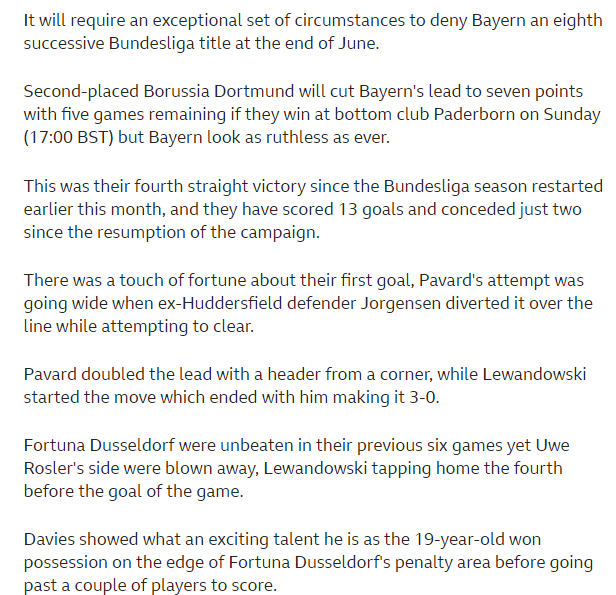 It will require an exceptional set of circumstances to deny Bayern an eighth
successive Bundesliga title at the end of June.
Second-placed Borussia Dortmund will cut Bayern's lead to seven points
with five games remaining if they win at bottom club Paderborn on Sunday
(17:00 BST) but Bayern look as ruthless as ever.
This was their fourth straight victory since the Bundesliga season restarted
earlier this month, and they have scored 13 goals and conceded just two
since the resumption of the campaign.
There was a touch of fortune about their first goal, Pavard's attempt was
going wide when ex-Huddersfield defender Jorgensen diverted it over the
line while attempting to clear.
Pavard doubled the lead with a header from a corner, while Lewandowski
started the move which ended with him making it 3-0.
Fortuna Dusseldorf were unbeaten in their previous six games yet Uwe
Rosler's side were blown away, Lewandowski tapping home the fourth
before the goal of the game.
Davies showed what an exciting talent he is as the 19-year-old won
possession on the edge of Fortuna Dusseldorf's penalty area before going
past a couple of players to score.